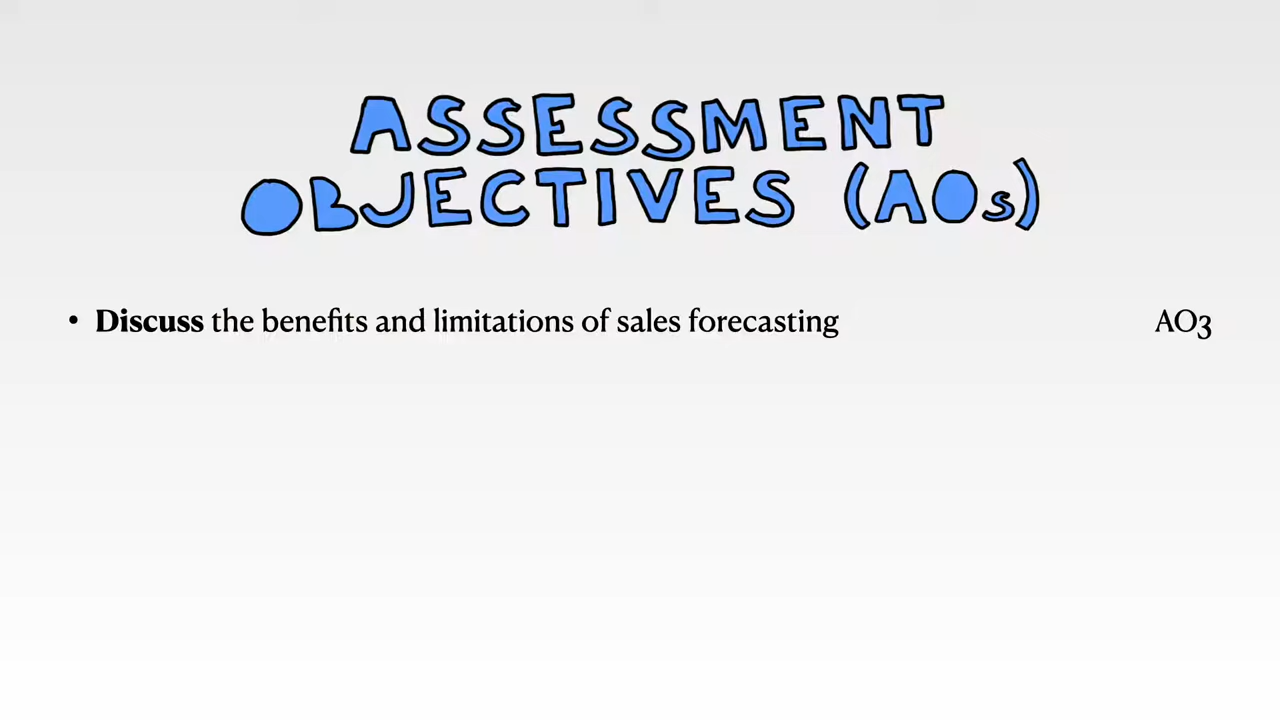 ASSESSMENT
OBJECTIVES (AOs)
• Discuss the benefits and limitations of sales forecasting AO3